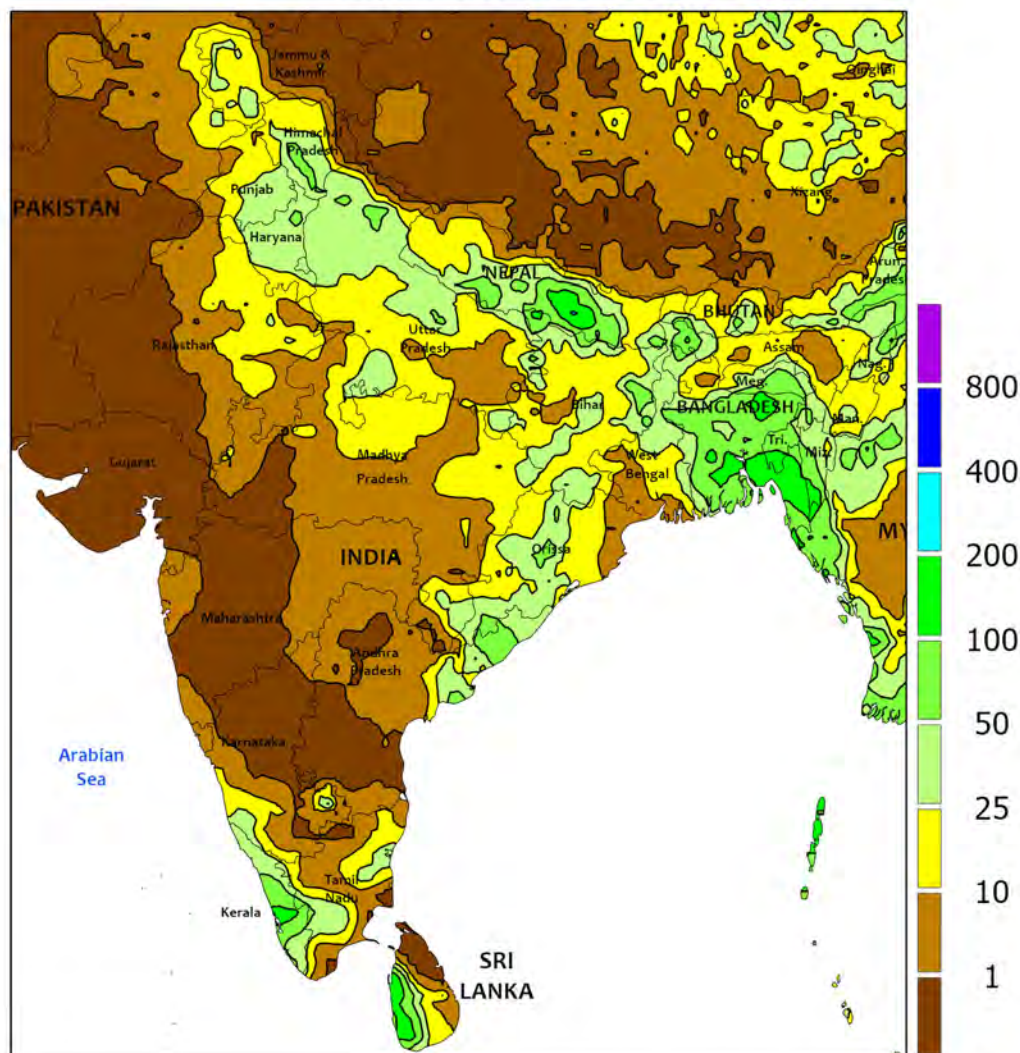 Jammu &
Kashmir
Qinghai
Himachal
Pradesh
Punjab
Xizang
PAKISTAN
Haryana
Arun.
Pradesh
NEPAL
BHUTAN
Rajasthan
Uttar
Pradesh
Assam
Nag.
Meg.
Bihar
BANGLADESH
Man.
Tri.
Miz.
Gujarat
Madhya
Pradesh
West
Bengal
MY
INDIA
Orissa
Maharashtra
Andhra
Pradesh
Karnataka
Arabian
Sea
Tamil
Nadu
Kerala
SRI
LANKA
800
400
200
100
50
25
10
1